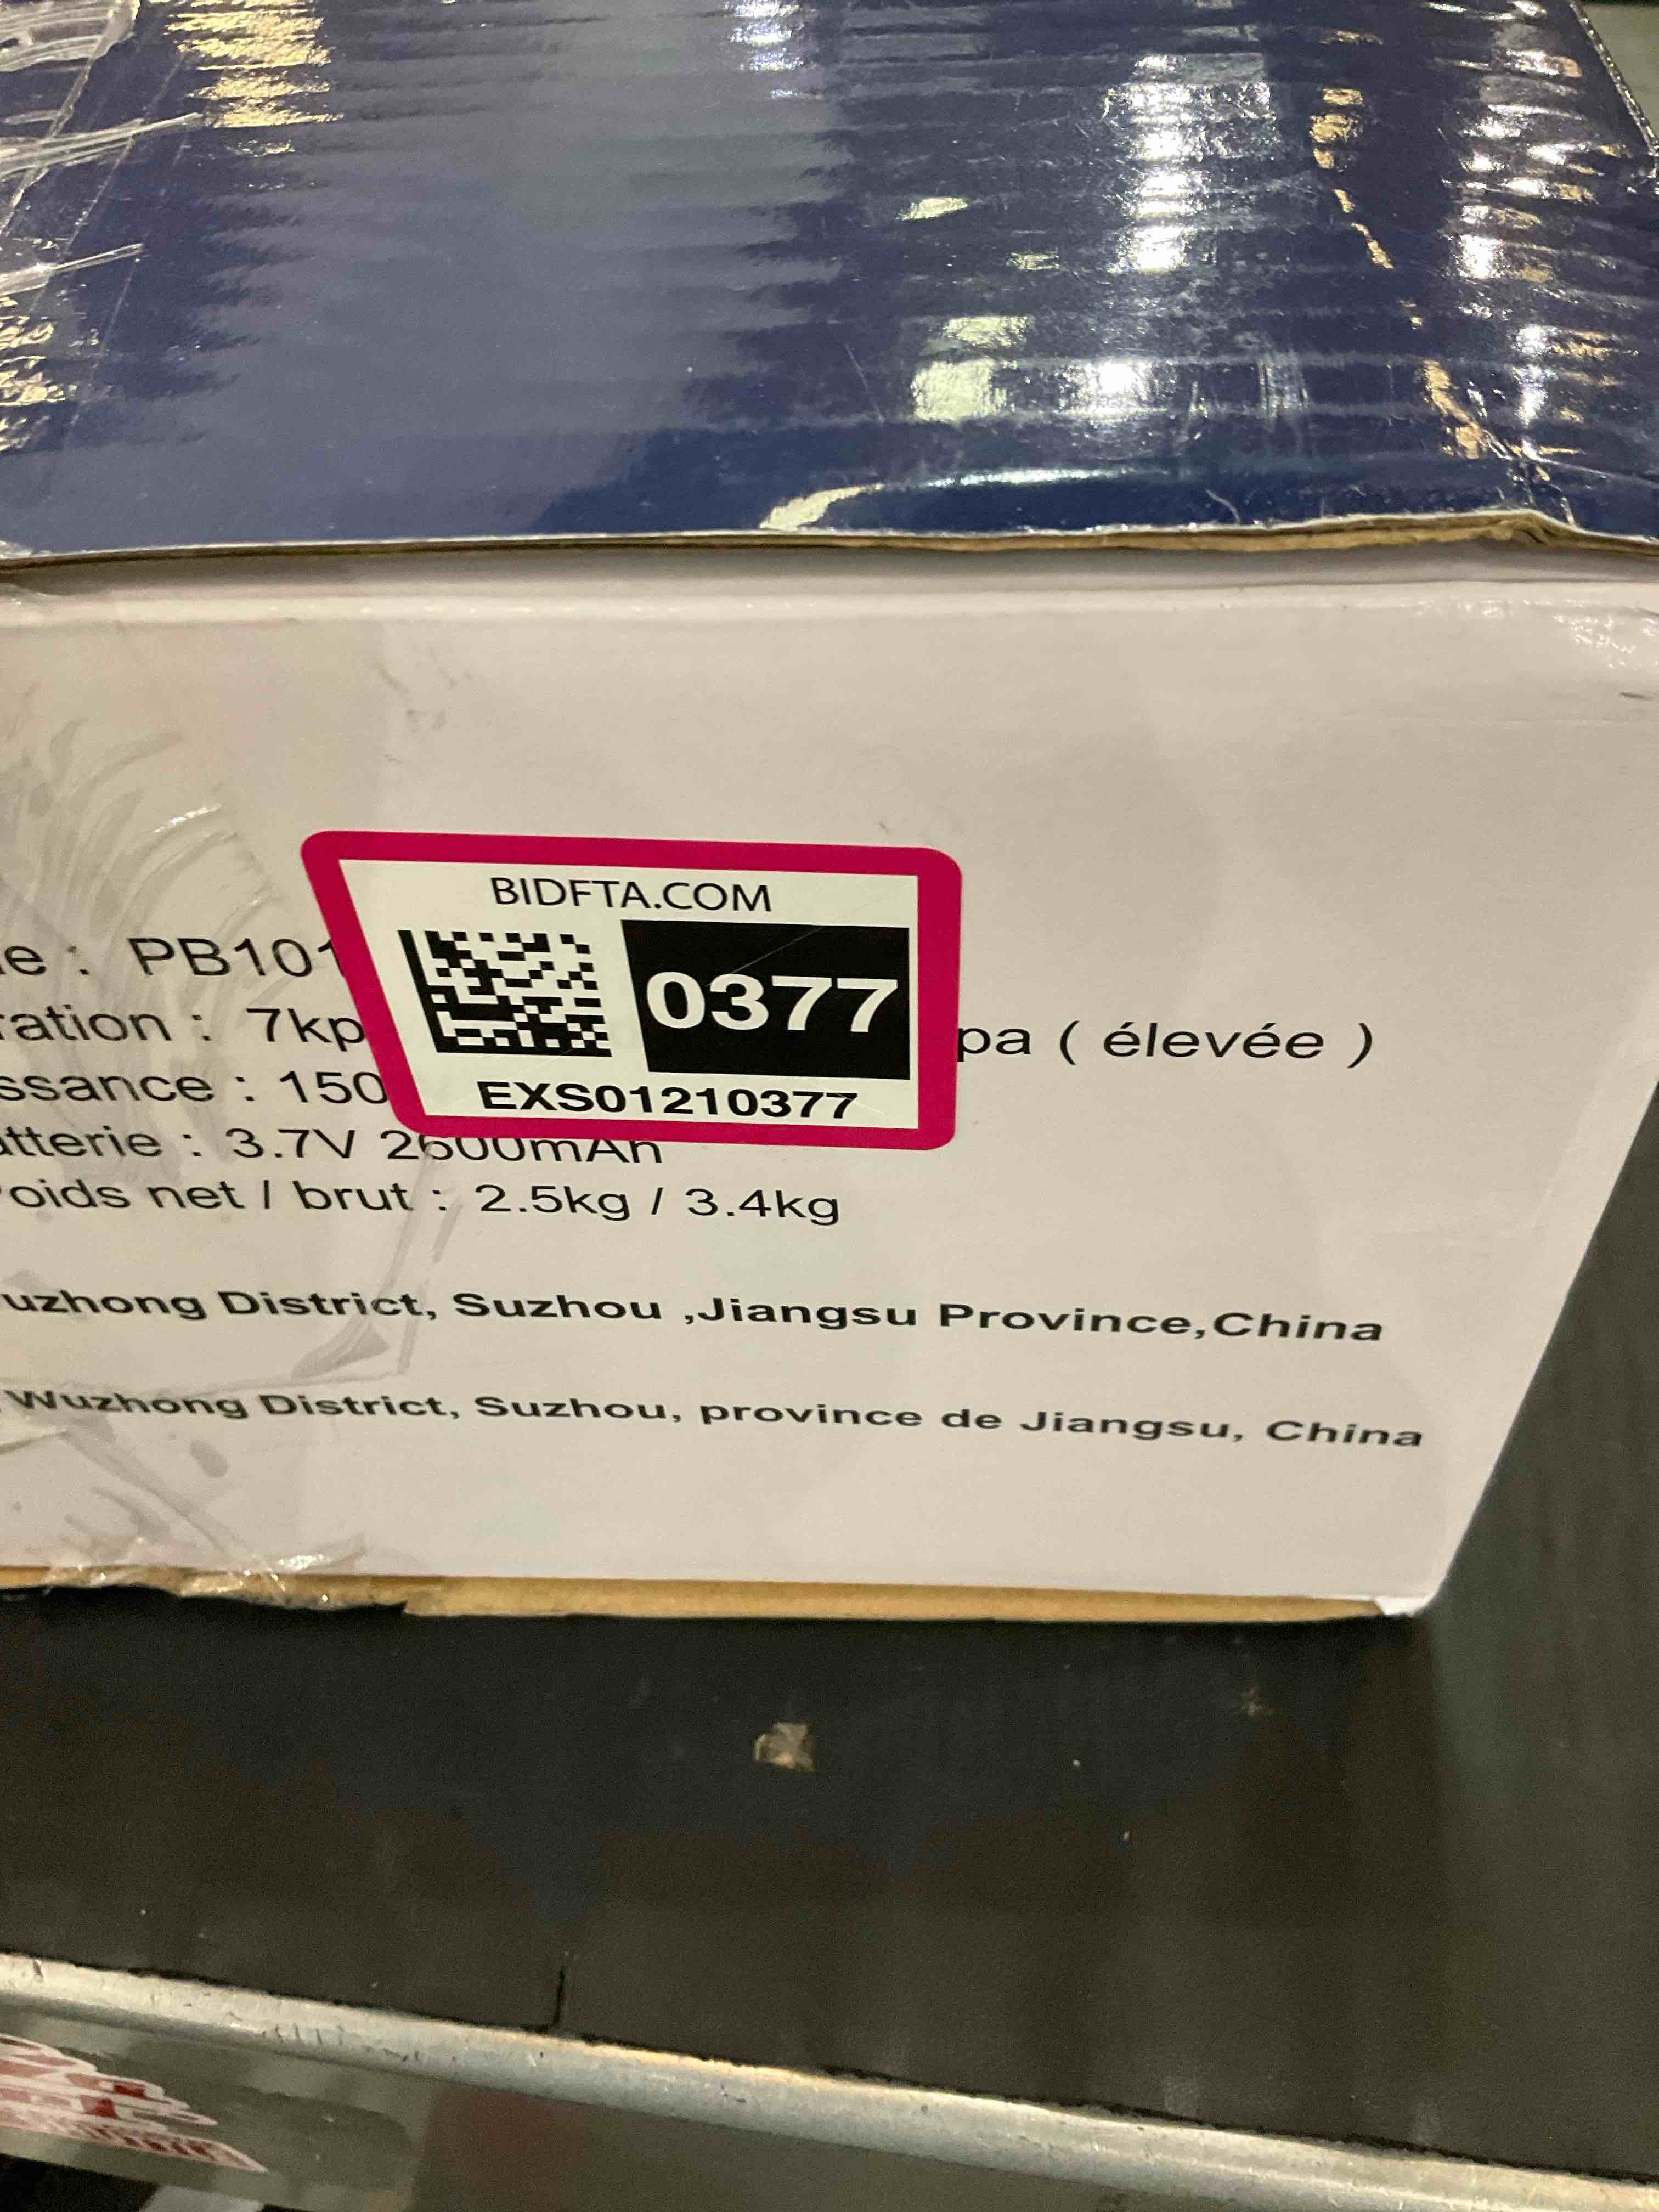 BIDFTA.COM
0377
EXS01210377
e : PB101
ration : 7kp pa ( élevée )
ssance : 150
atterie : 3.7V 2600mAh
oids net / brut : 2.5kg / 3.4kg
uzhong District, Suzhou ,Jiangsu Province,China
Wuzhong District, Suzhou, province de Jiangsu, China